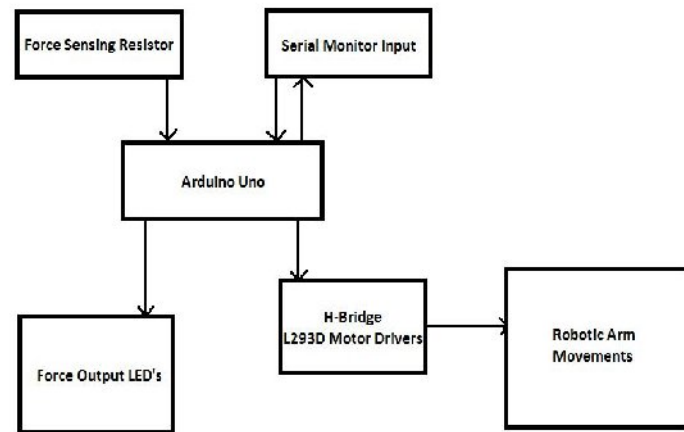 Force Sensing Resistor
Serial Monitor Input
Arduino Uno
H-Bridge
L293D Motor Drivers
Robotic Arm
Movements
Force Output LED's